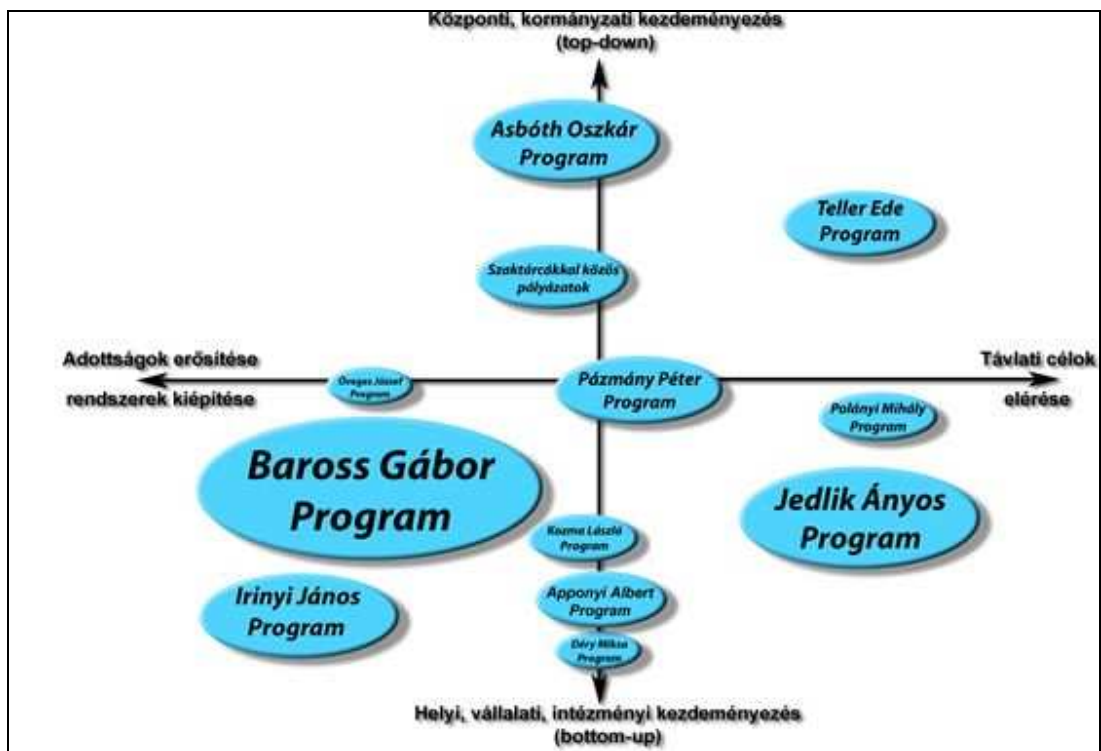 Központi, kormányzati kezdeményezés
(top-down)
Asbóth Oszkár
Program
Teller Ede
Program
Szaktárcákkal közös
pályázatok
Adottságok erősítése
rendszerek kiépítése
Öveges József
Program
Pázmány Péter
Program
Távlati célok
elérése
Polányi Mihály
Program
Baross Gábor
Program
Jedlik Ányos
Program
Kozma László
Program
Irinyi János
Program
Apponyi Albert
Program
Déry Miksa
Program
Helyi, vállalati, intézményi kezdeményezés
(bottom-up)